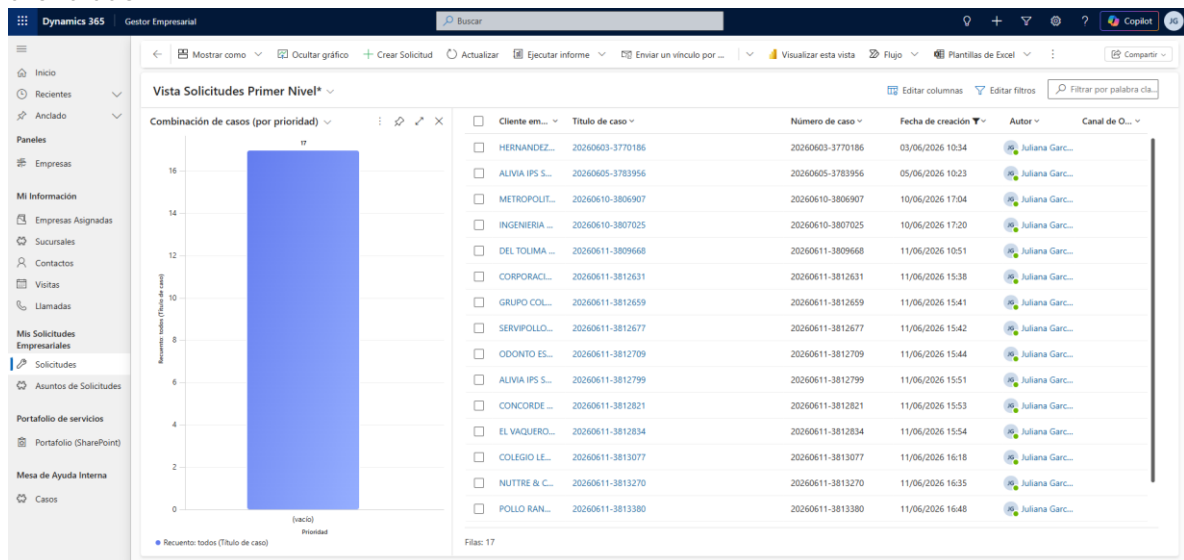 Dynamics 365 Gestor Empresarial Buscar Copilot JG
Mostrar como Ocultar gráfico Crear Solicitud Actualizar Ejecutar informe Enviar un vínculo por ... Visualizar esta vista Flujo Plantillas de Excel Compartir
Inicio
Recientes
Anclado
Paneles
Empresas
Mi Información
Empresas Asignadas
Sucursales
Contactos
Visitas
Llamadas
Mis Solicitudes
Empresariales
Solicitudes
Asuntos de Solicitudes
Portafolio de servicios
Portafolio (SharePoint)
Mesa de Ayuda Interna
Casos
Vista Solicitudes Primer Nivel* Editar columnas Editar filtros Filtrar por palabra cla...
Combinación de casos (por prioridad)
17
16
14
12
10
8
6
4
2
0
Recuento: todos (Título de caso)
(vacío)
Prioridad
Recuento: todos (Título de caso)
Cliente em... Título de caso Número de caso Fecha de creación Autor Canal de O...
HERNANDEZ... 20260603-3770186 20260603-3770186 03/06/2026 10:34 JG Juliana Garc...
ALIVIA IPS S... 20260605-3783956 20260605-3783956 05/06/2026 10:23 JG Juliana Garc...
METROPOLIT... 20260610-3806907 20260610-3806907 10/06/2026 17:04 JG Juliana Garc...
INGENIERIA ... 20260610-3807025 20260610-3807025 10/06/2026 17:20 JG Juliana Garc...
DEL TOLIMA ... 20260611-3809668 20260611-3809668 11/06/2026 10:51 JG Juliana Garc...
CORPORACI... 20260611-3812631 20260611-3812631 11/06/2026 15:38 JG Juliana Garc...
GRUPO COL... 20260611-3812659 20260611-3812659 11/06/2026 15:41 JG Juliana Garc...
SERVIPOLLO... 20260611-3812677 20260611-3812677 11/06/2026 15:42 JG Juliana Garc...
ODONTO ES... 20260611-3812709 20260611-3812709 11/06/2026 15:44 JG Juliana Garc...
ALIVIA IPS S... 20260611-3812799 20260611-3812799 11/06/2026 15:51 JG Juliana Garc...
CONCORDE ... 20260611-3812821 20260611-3812821 11/06/2026 15:53 JG Juliana Garc...
EL VAQUERO... 20260611-3812834 20260611-3812834 11/06/2026 15:54 JG Juliana Garc...
COLEGIO LE... 20260611-3813077 20260611-3813077 11/06/2026 16:18 JG Juliana Garc...
NUTTRE & C... 20260611-3813270 20260611-3813270 11/06/2026 16:35 JG Juliana Garc...
POLLO RAN... 20260611-3813380 20260611-3813380 11/06/2026 16:48 JG Juliana Garc...
Filas: 17